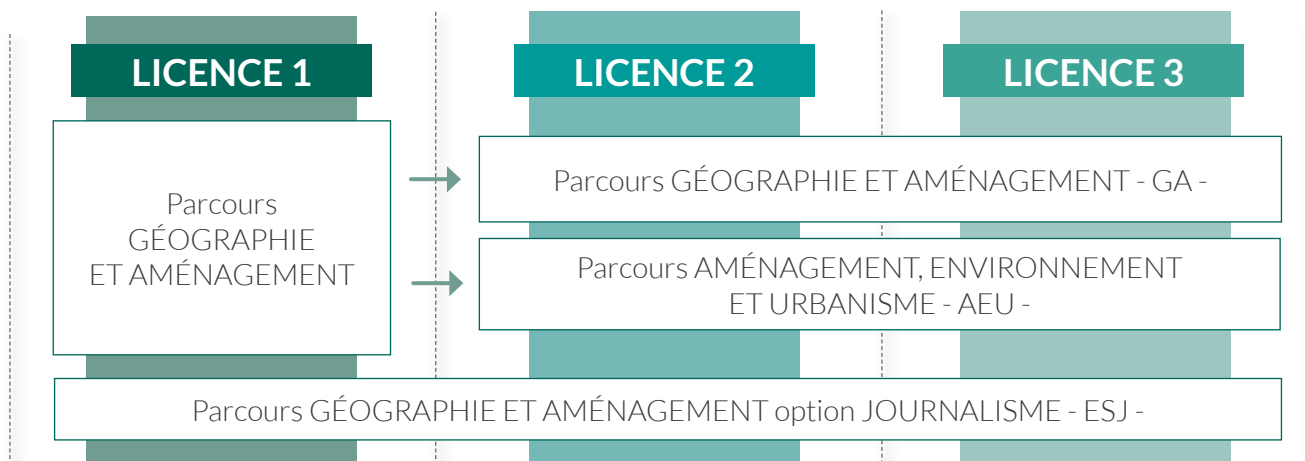 LICENCE 1
LICENCE 2
LICENCE 3
Parcours
GÉOGRAPHIE
ET AMÉNAGEMENT
Parcours GÉOGRAPHIE ET AMÉNAGEMENT - GA -
Parcours AMÉNAGEMENT, ENVIRONNEMENT
ET URBANISME - AEU -
Parcours GÉOGRAPHIE ET AMÉNAGEMENT option JOURNALISME - ESJ -